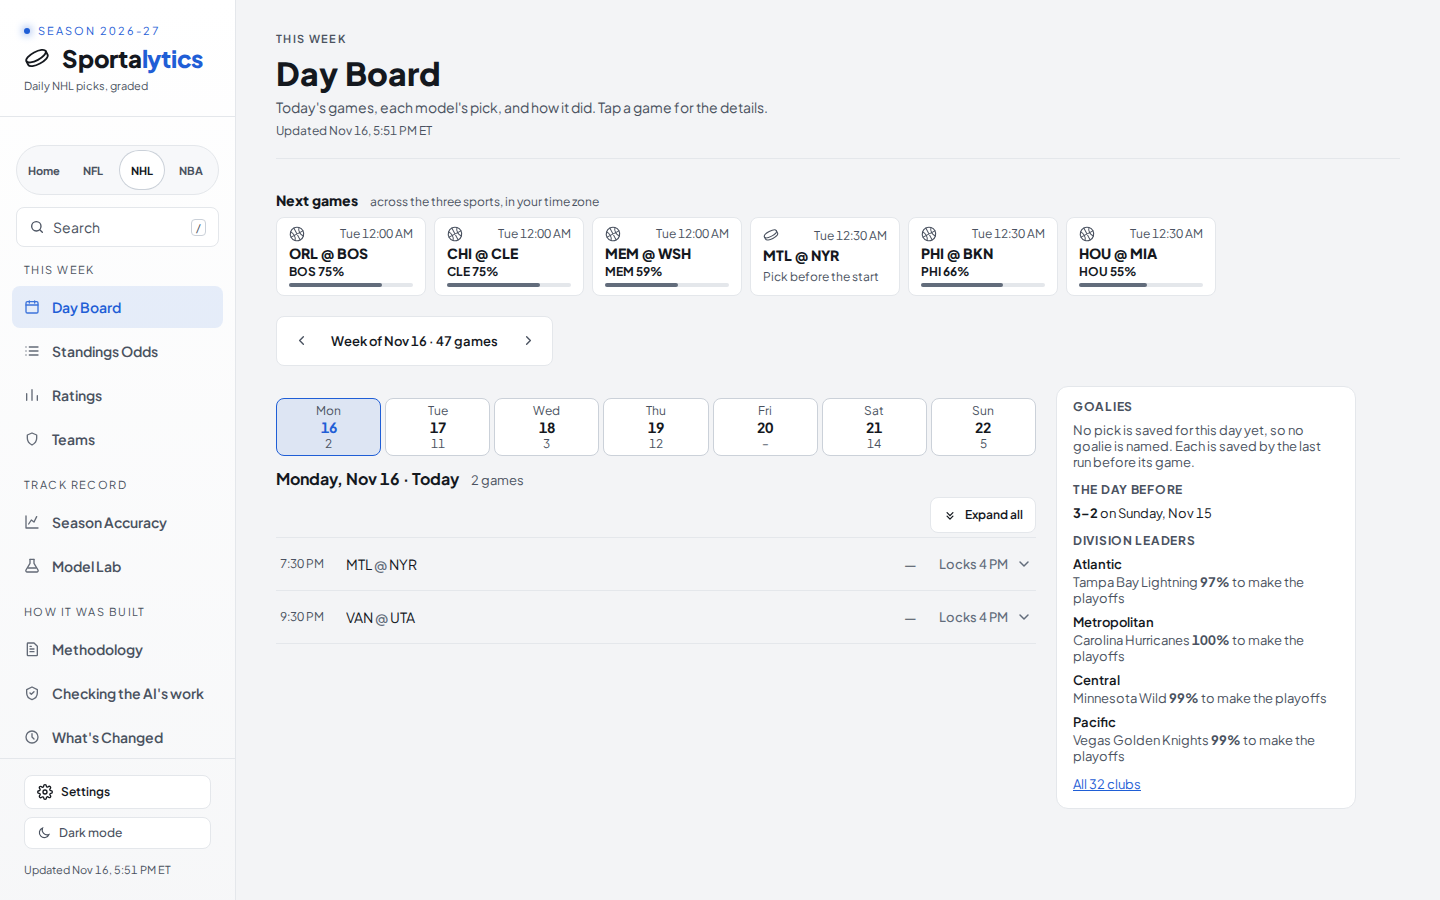 SEASON 2026-27
Sportalytics
Daily NHL picks, graded
Home NFL NHL NBA
Search /
THIS WEEK
Day Board
Standings Odds
Ratings
Teams
TRACK RECORD
Season Accuracy
Model Lab
HOW IT WAS BUILT
Methodology
Checking the AI's work
What's Changed
Settings
Dark mode
Updated Nov 16, 5:51 PM ET
THIS WEEK
Day Board
Today's games, each model's pick, and how it did. Tap a game for the details.
Updated Nov 16, 5:51 PM ET
Next games across the three sports, in your time zone
Tue 12:00 AM
ORL @ BOS
BOS 75%
Tue 12:00 AM
CHI @ CLE
CLE 75%
Tue 12:00 AM
MEM @ WSH
MEM 59%
Tue 12:30 AM
MTL @ NYR
Pick before the start
Tue 12:30 AM
PHI @ BKN
PHI 66%
Tue 12:30 AM
HOU @ MIA
HOU 55%
Week of Nov 16 · 47 games
Mon
16
2
Tue
17
11
Wed
18
3
Thu
19
12
Fri
20
–
Sat
21
14
Sun
22
5
Monday, Nov 16 · Today 2 games
Expand all
7:30 PM MTL @ NYR — Locks 4 PM
9:30 PM VAN @ UTA — Locks 4 PM
GOALIES
No pick is saved for this day yet, so no
goalie is named. Each is saved by the last
run before its game.
THE DAY BEFORE
3–2 on Sunday, Nov 15
DIVISION LEADERS
Atlantic
Tampa Bay Lightning 97% to make the
playoffs
Metropolitan
Carolina Hurricanes 100% to make the
playoffs
Central
Minnesota Wild 99% to make the playoffs
Pacific
Vegas Golden Knights 99% to make the
playoffs
All 32 clubs